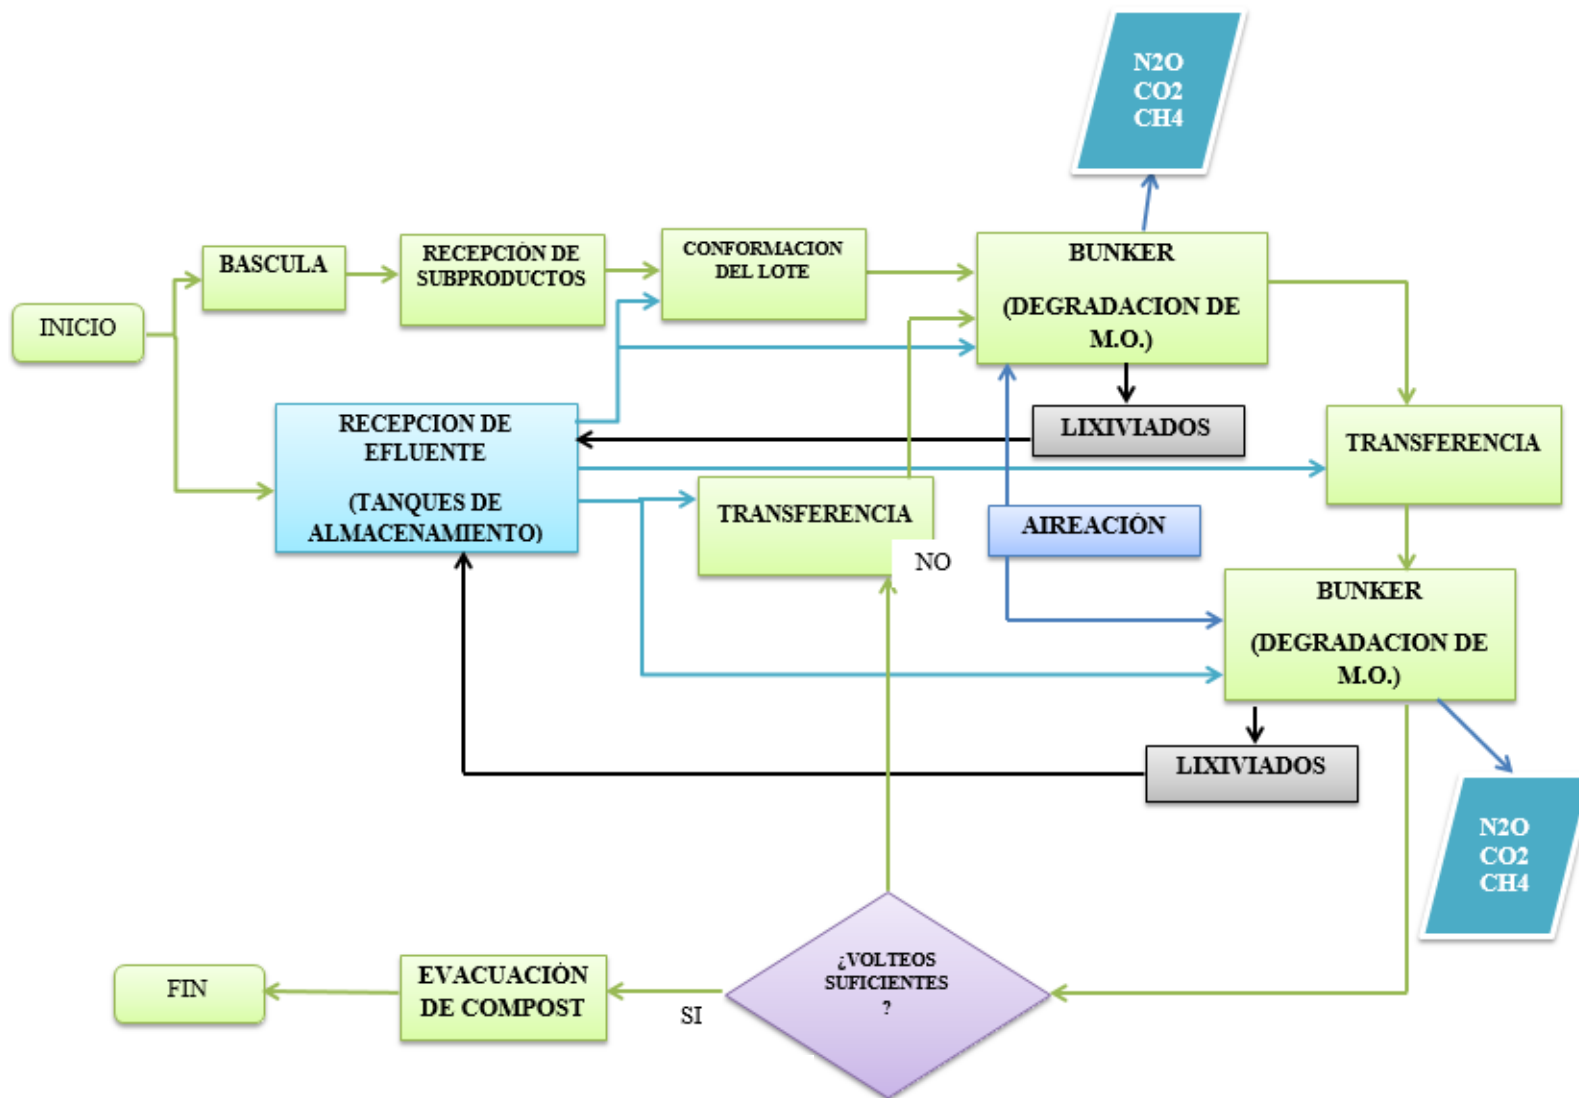 N2O
CO2
CH4
BASCULA
RECEPCIÓN DE
SUBPRODUCTOS
CONFORMACION
DEL LOTE
BUNKER
(DEGRADACION DE
M.O.)
INICIO
RECEPCION DE
EFLUENTE
(TANQUES DE
ALMACENAMIENTO)
LIXIVIADOS
TRANSFERENCIA
TRANSFERENCIA
NO
AIREACIÓN
BUNKER
(DEGRADACION DE
M.O.)
LIXIVIADOS
N2O
CO2
CH4
¿VOLTEOS
SUFICIENTES
?
SI
EVACUACIÓN
DE COMPOST
FIN